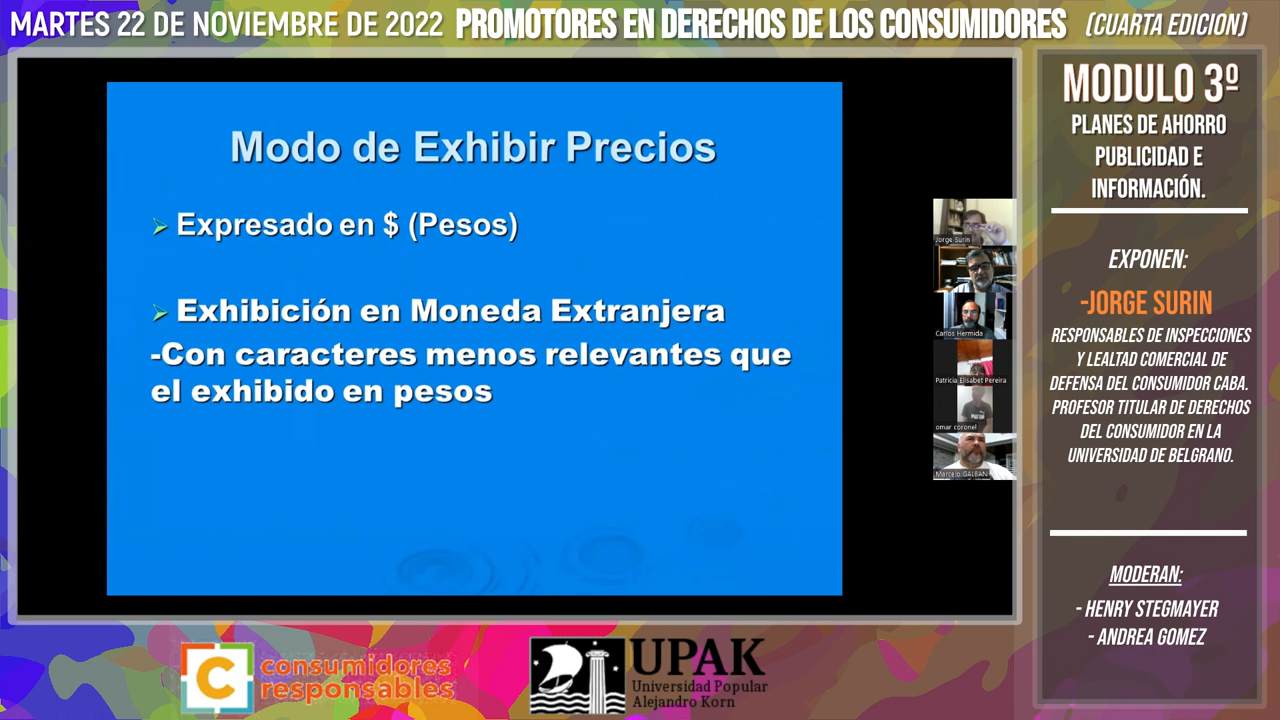 MARTES 22 DE NOVIEMBRE DE 2022 PROMOTORES EN DERECHOS DE LOS CONSUMIDORES (CUARTA EDICION)
Modo de Exhibir Precios
➢ Expresado en $ (Pesos)
➢ Exhibición en Moneda Extranjera
-Con caracteres menos relevantes que
el exhibido en pesos
Jorge Surin
Carlos Hermida
Patricia Elisabet Pereira
omar coronel
Marcelo GALBAN
MODULO 3º
PLANES DE AHORRO
PUBLICIDAD E
INFORMACIÓN.
EXPONEN:
-JORGE SURIN
RESPONSABLES DE INSPECCIONES
Y LEALTAD COMERCIAL DE
DEFENSA DEL CONSUMIDOR CABA.
PROFESOR TITULAR DE DERECHOS
DEL CONSUMIDOR EN LA
UNIVERSIDAD DE BELGRANO.
MODERAN:
- HENRY STEGMAYER
- ANDREA GOMEZ
C consumidores
responsables
UPAK
Universidad Popular
Alejandro Korn